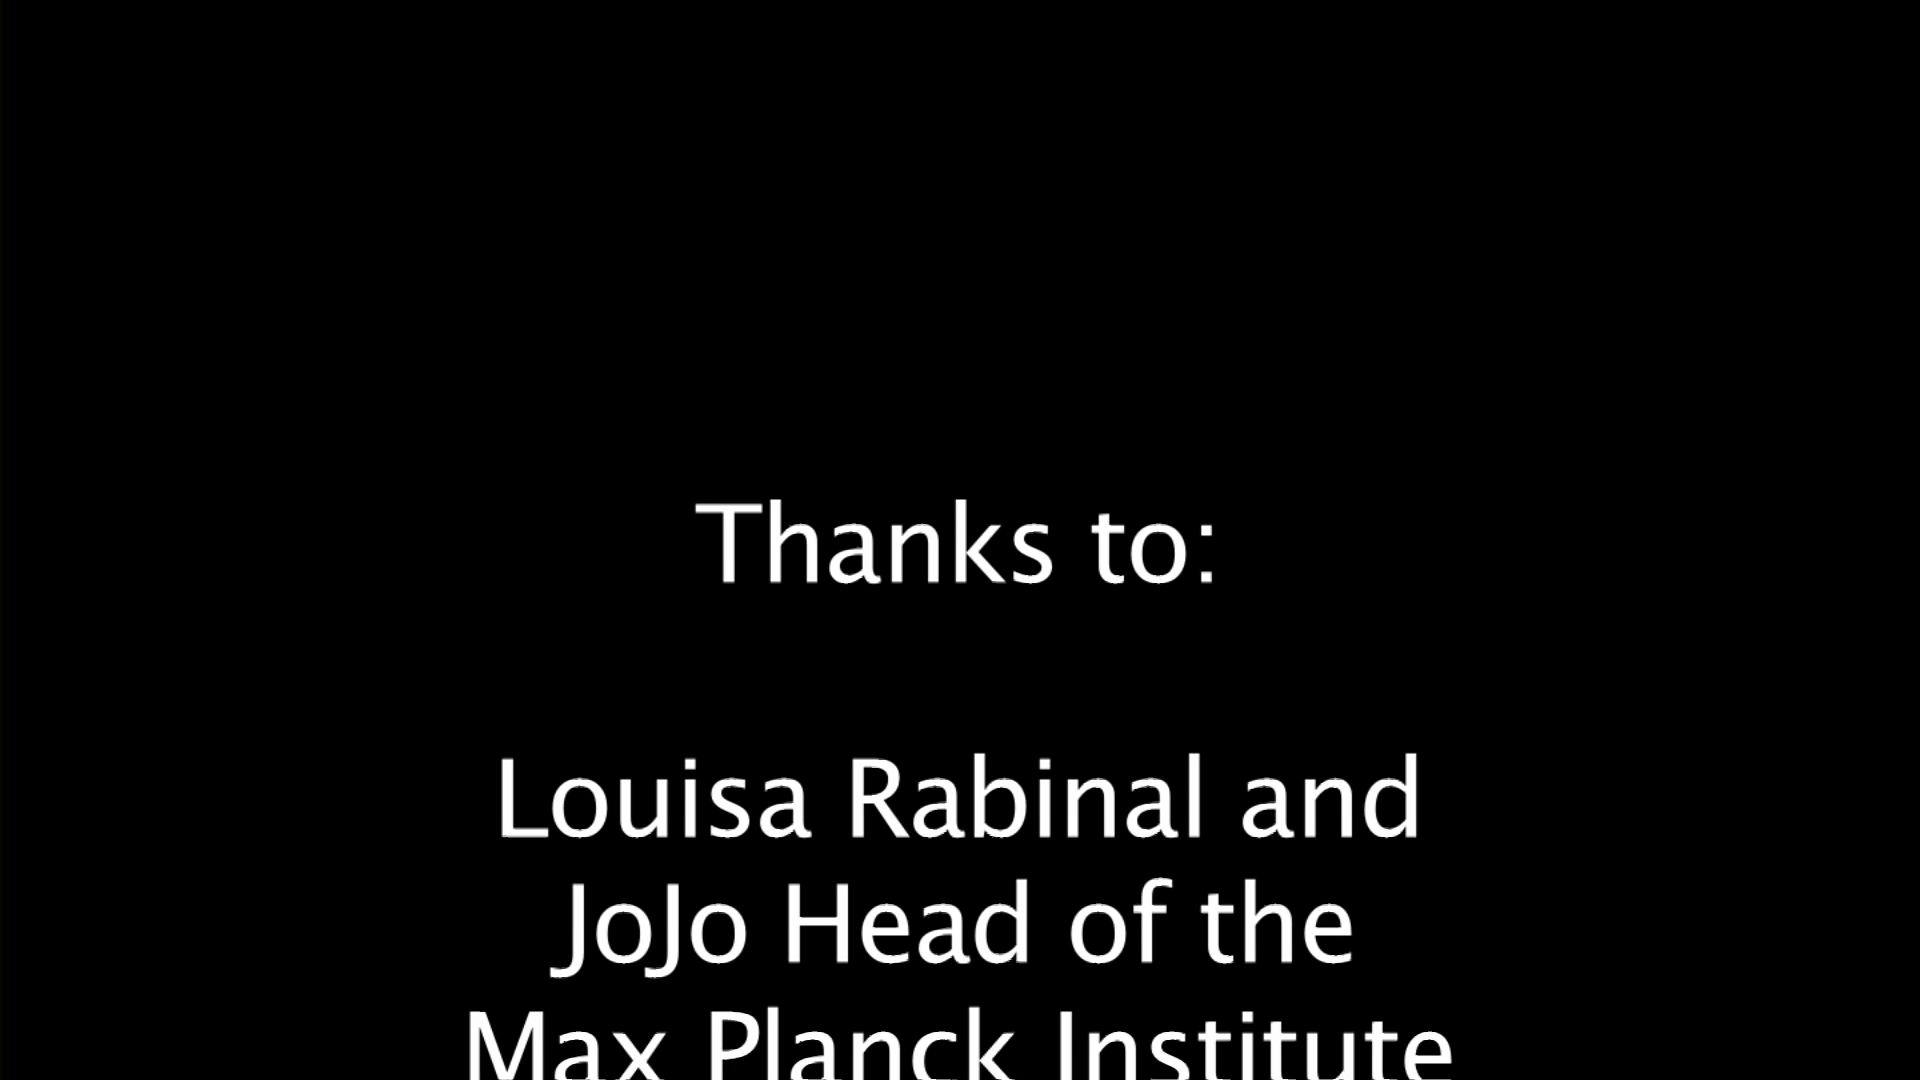 Thanks to:
Louisa Rabinal and
JoJo Head of the
Max Planck Institute